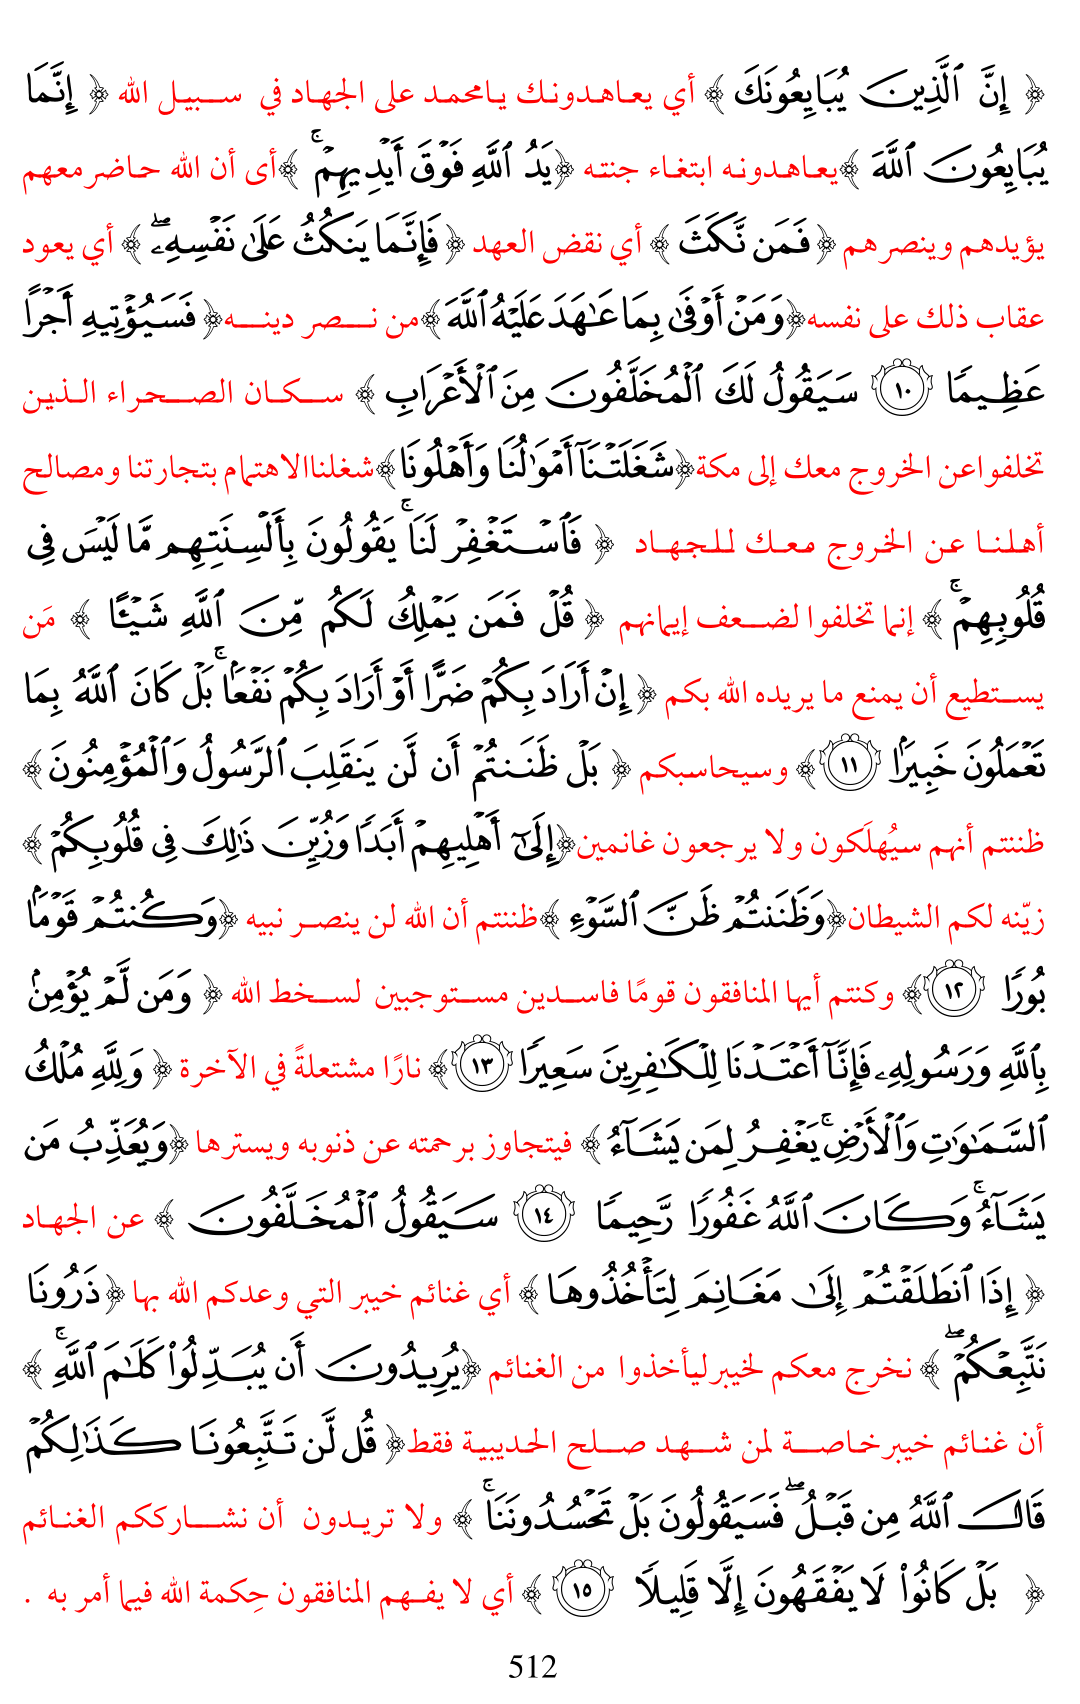 ﴿ إِنَّ ٱلَّذِينَ يُبَايِعُونَكَ ﴾ أي يعاهدونك يامحمد على الجهاد في سبيل الله ﴿ إِنَّمَا
يُبَايِعُونَ ٱللَّهَ ﴾يعاهدونه ابتغاء جنته ﴿يَدُ ٱللَّهِ فَوۡقَ أَيۡدِيهِمۡۚ ﴾أى أن الله حاضر معهم
يؤيدهم وينصرهم ﴿ فَمَن نَّكَثَ ﴾ أي نقض العهد ﴿ فَإِنَّمَا يَنكُثُ عَلَىٰ نَفۡسِهِۦۖ ﴾ أي يعود
عقاب ذلك على نفسه﴿وَمَنۡ أَوۡفَىٰ بِمَا عَٰهَدَ عَلَيۡهُ ٱللَّهَ﴾من نصر دينه﴿ فَسَيُؤۡتِيهِ أَجۡرًا
عَظِيمٗا ١٠ سَيَقُولُ لَكَ ٱلۡمُخَلَّفُونَ مِنَ ٱلۡأَعۡرَابِ ﴾ سكان الصحراء الذين
تخلفوا عن الخروج معك إلى مكة﴿شَغَلَتۡنَآ أَمۡوَٰلُنَا وَأَهۡلُونَا﴾شغلنا الاهتمام بتجارتنا ومصالح
أهلنا عن الخروج معك للجهاد ﴿ فَٱسۡتَغۡفِرۡ لَنَاۚ يَقُولُونَ بِأَلۡسِنَتِهِم مَّا لَيۡسَ فِي
قُلُوبِهِمۡۚ ﴾ إنما تخلفوا لضعف إيمانهم ﴿ قُلۡ فَمَن يَمۡلِكُ لَكُم مِّنَ ٱللَّهِ شَيۡـًٔا ﴾ مَن
يستطيع أن يمنع ما يريده الله بكم ﴿ إِنۡ أَرَادَ بِكُمۡ ضَرًّا أَوۡ أَرَادَ بِكُمۡ نَفۡعَۢاۚ بَلۡ كَانَ ٱللَّهُ بِمَا
تَعۡمَلُونَ خَبِيرَۢا ١١ ﴾ وسيحاسبكم ﴿ بَلۡ ظَنَنتُمۡ أَن لَّن يَنقَلِبَ ٱلرَّسُولُ وَٱلۡمُؤۡمِنُونَ ﴾
ظننتم أنهم سيُهلَكون ولا يرجعون غانمين﴿إِلَىٰٓ أَهۡلِيهِمۡ أَبَدٗا وَزُيِّنَ ذَٰلِكَ فِي قُلُوبِكُمۡ ﴾
زيّنه لكم الشيطان﴿وَظَنَنتُمۡ ظَنَّ ٱلسَّوۡءِ ﴾ظننتم أن الله لن ينصر نبيه ﴿وَكُنتُمۡ قَوۡمَۢا
بُورٗا ١٢ ﴾ وكنتم أيها المنافقون قومًا فاسدين مستوجبين لسخط الله ﴿ وَمَن لَّمۡ يُؤۡمِنۢ
بِٱللَّهِ وَرَسُولِهِۦ فَإِنَّآ أَعۡتَدۡنَا لِلۡكَٰفِرِينَ سَعِيرٗا ١٣ ﴾ نارًا مشتعلةً في الآخرة ﴿ وَلِلَّهِ مُلۡكُ
ٱلسَّمَٰوَٰتِ وَٱلۡأَرۡضِۚ يَغۡفِرُ لِمَن يَشَآءُ ﴾ فيتجاوز برحمته عن ذنوبه ويسترها ﴿وَيُعَذِّبُ مَن
يَشَآءُۚ وَكَانَ ٱللَّهُ غَفُورٗا رَّحِيمٗا ١٤ سَيَقُولُ ٱلۡمُخَلَّفُونَ ﴾ عن الجهاد
﴿ إِذَا ٱنطَلَقۡتُمۡ إِلَىٰ مَغَانِمَ لِتَأۡخُذُوهَا ﴾ أي غنائم خيبر التي وعدكم الله بها ﴿ذَرُونَا
نَتَّبِعۡكُمۡۖ ﴾ نخرج معكم لخيبر ليأخذوا من الغنائم ﴿يُرِيدُونَ أَن يُبَدِّلُواْ كَلَٰمَ ٱللَّهِۚ ﴾
أن غنائم خيبر خاصة لمن شهد صلح الحديبية فقط﴿ قُل لَّن تَتَّبِعُونَا كَذَٰلِكُمۡ
قَالَ ٱللَّهُ مِن قَبۡلُۖ فَسَيَقُولُونَ بَلۡ تَحۡسُدُونَنَاۚ ﴾ ولا تريدون أن نشارككم الغنائم
﴿ بَلۡ كَانُواْ لَا يَفۡقَهُونَ إِلَّا قَلِيلٗا ١٥ ﴾ أي لا يفهم المنافقون حِكمة الله فيما أمر به .
512